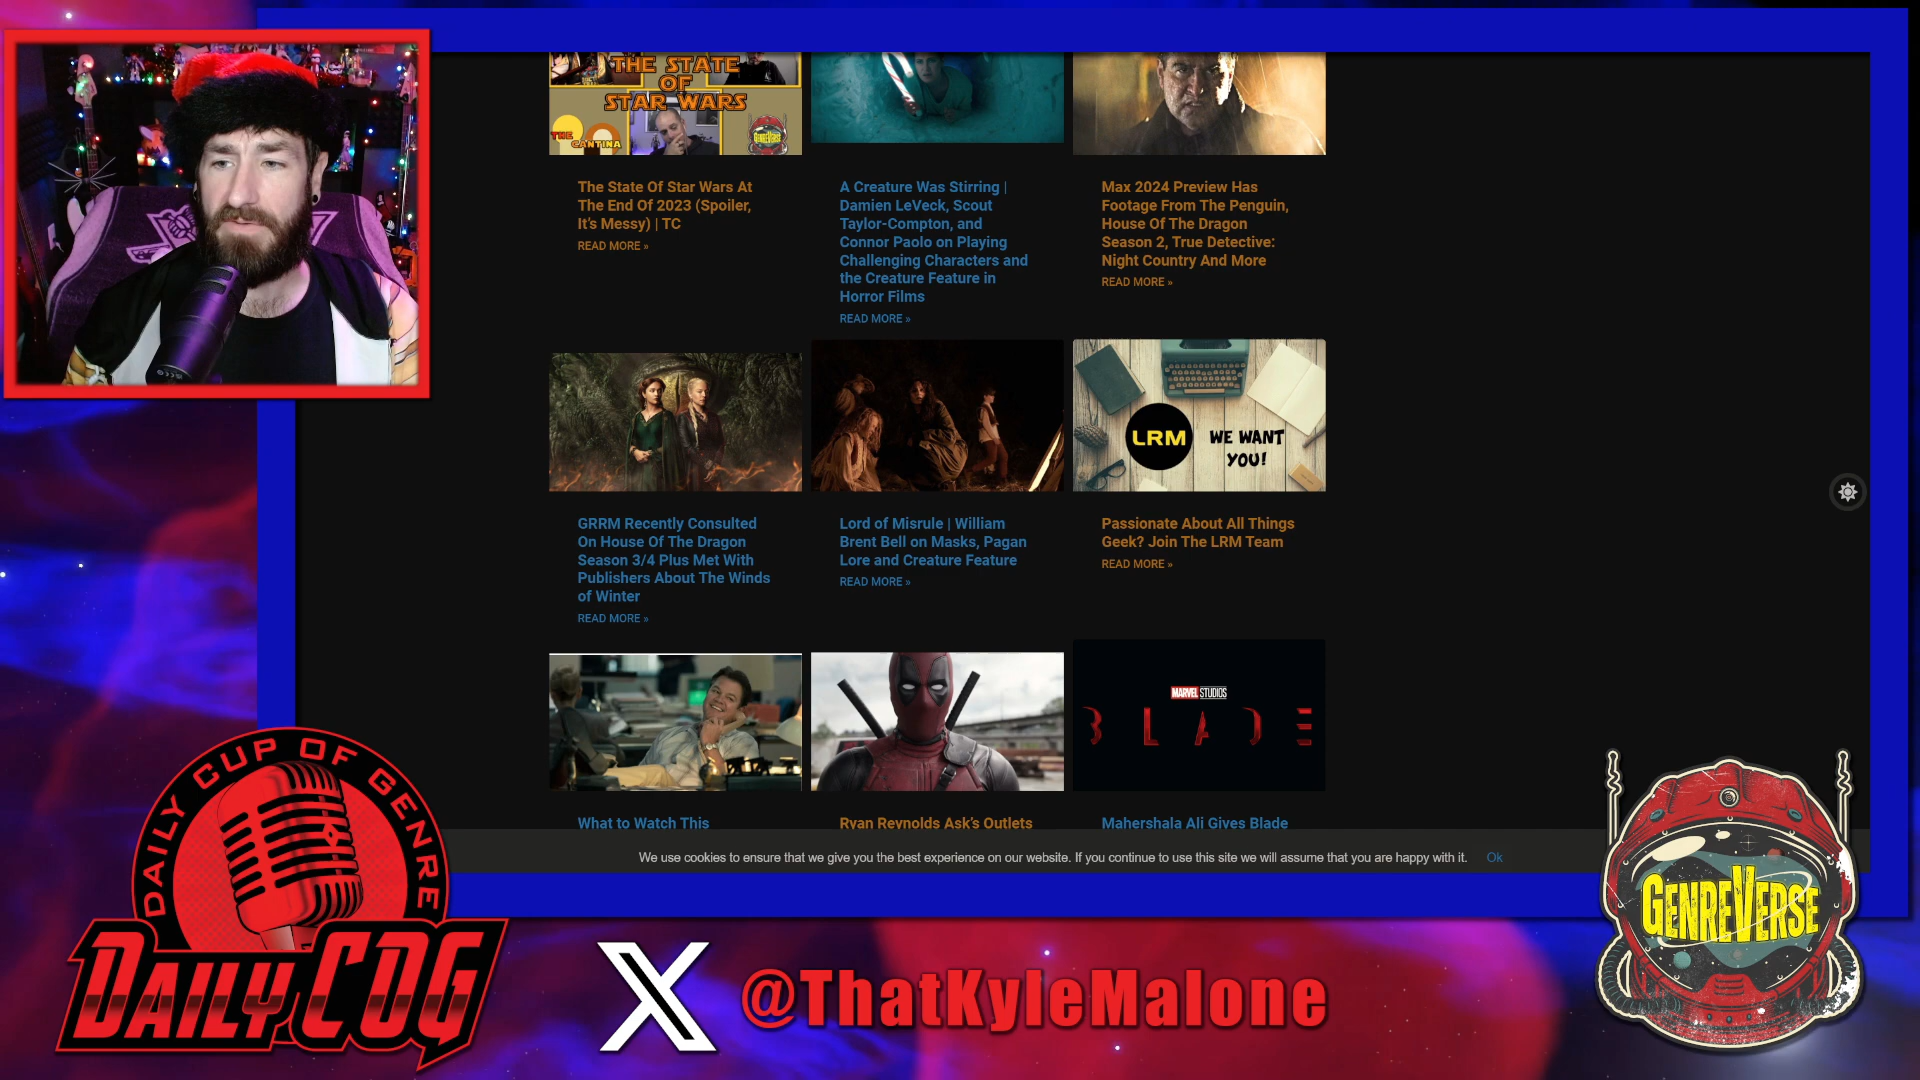 THE STATE
OF
STAR WARS
THE
CANTINA
GENREVERSE
The State Of Star Wars At
The End Of 2023 (Spoiler,
It's Messy) | TC
READ MORE »
A Creature Was Stirring |
Damien LeVeck, Scout
Taylor-Compton, and
Connor Paolo on Playing
Challenging Characters and
the Creature Feature in
Horror Films
READ MORE »
Max 2024 Preview Has
Footage From The Penguin,
House Of The Dragon
Season 2, True Detective:
Night Country And More
READ MORE »
LRM
WE WANT
YOU!
GRRM Recently Consulted
On House Of The Dragon
Season 3/4 Plus Met With
Publishers About The Winds
of Winter
READ MORE »
Lord of Misrule | William
Brent Bell on Masks, Pagan
Lore and Creature Feature
READ MORE »
Passionate About All Things
Geek? Join The LRM Team
READ MORE »
MARVEL STUDIOS
BLADE
What to Watch This
Ryan Reynolds Ask's Outlets
Mahershala Ali Gives Blade
We use cookies to ensure that we give you the best experience on our website. If you continue to use this site we will assume that you are happy with it. Ok
DAILY CUP OF GENRE
DAILY COG
X @ThatKyleMalone
GENREVERSE